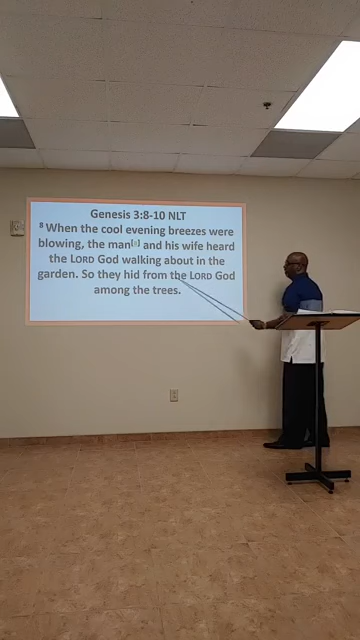 Genesis 3:8-10 NLT
8 When the cool evening breezes were
blowing, the man[a] and his wife heard
the LORD God walking about in the
garden. So they hid from the LORD God
among the trees.